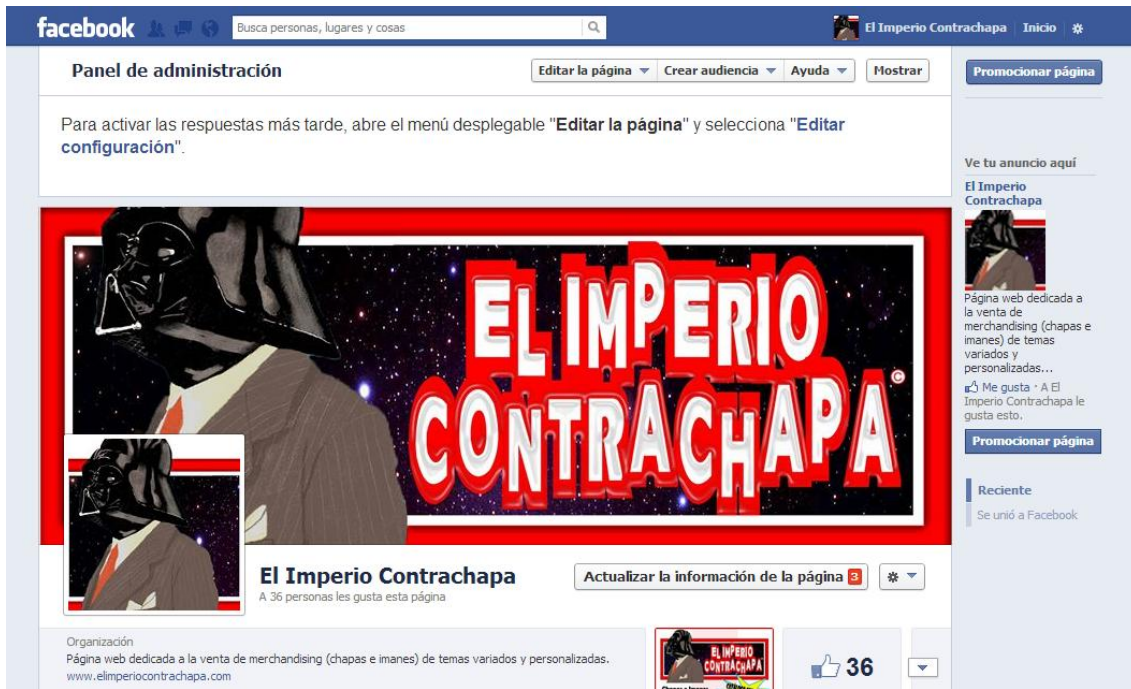 facebook
Busca personas, lugares y cosas
El Imperio Contrachapa Inicio
Panel de administración
Editar la página Crear audiencia Ayuda Mostrar
Promocionar página
Para activar las respuestas más tarde, abre el menú desplegable "Editar la página" y selecciona "Editar
configuración".
Ve tu anuncio aquí
El Imperio
Contrachapa
Página web dedicada a
la venta de
merchandising (chapas e
imanes) de temas
variados y
personalizadas...
Me gusta · A El
Imperio Contrachapa le
gusta esto.
Promocionar página
Reciente
Se unió a Facebook
EL IMPERIO
CONTRACHAPA©
El Imperio Contrachapa
A 36 personas les gusta esta página
Actualizar la información de la página 3
Organización
Página web dedicada a la venta de merchandising (chapas e imanes) de temas variados y personalizadas.
www.elimperiocontrachapa.com
EL IMPERIO
CONTRACHAPA
36